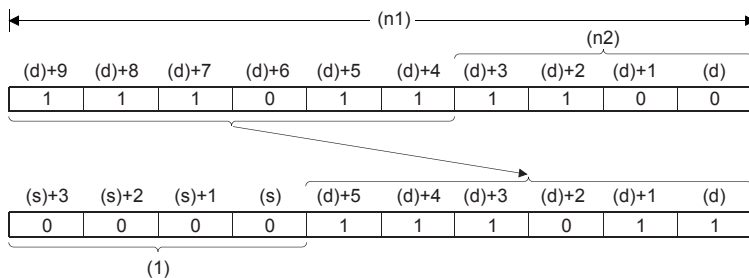 (n1)
(n2)
(d)+9 (d)+8 (d)+7 (d)+6 (d)+5 (d)+4 (d)+3 (d)+2 (d)+1 (d)
1 1 1 0 1 1 1 1 0 0
(s)+3 (s)+2 (s)+1 (s) (d)+5 (d)+4 (d)+3 (d)+2 (d)+1 (d)
0 0 0 0 1 1 1 0 1 1
(1)